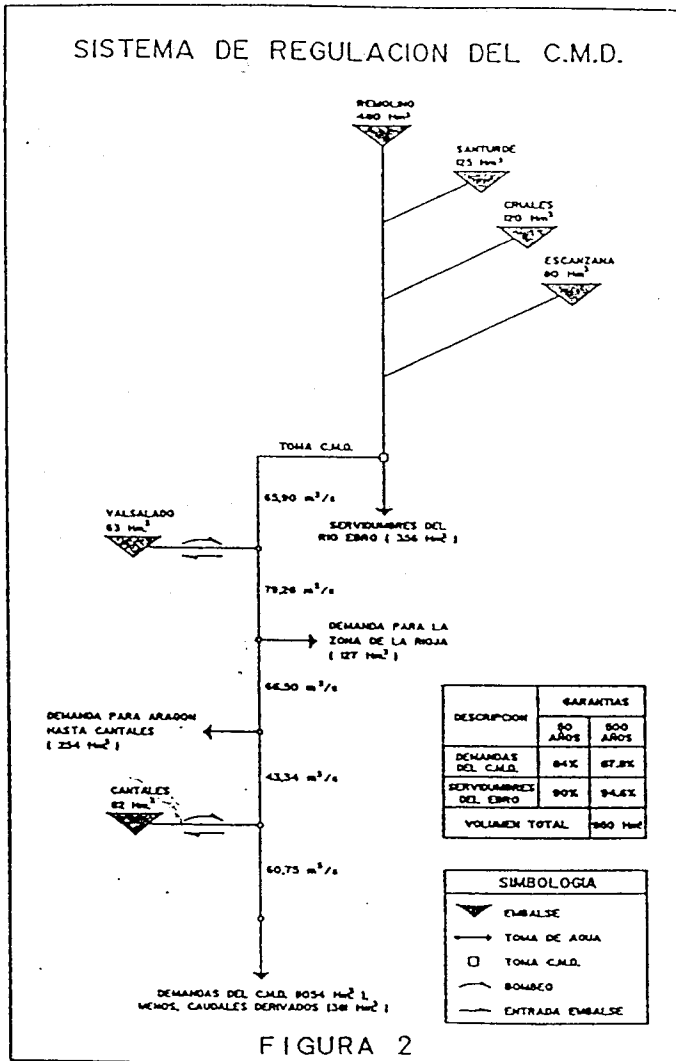 SISTEMA DE REGULACION DEL C.M.D.
REMOLINO
480 Hm³
SANTURDE
125 Hm³
CRIALES
120 Hm³
ESCANZANA
80 Hm³
TOMA C.M.D.
65,90 m³/s
VALSALADO
63 Hm³
SERVIDUMBRES DEL
RIO EBRO ( 356 Hm³ )
79,26 m³/s
DEMANDA PARA LA
ZONA DE LA RIOJA
( 127 Hm³ )
66,50 m³/s
DEMANDA PARA ARAGON
HASTA CANTALES
( 254 Hm³ )
43,34 m³/s
CANTALES
82 Hm³
60,75 m³/s
DESCRIPCION
GARANTIAS
AÑOS
500 AÑOS
DEMANDAS DEL C.M.D.
84%
87,8%
SERVIDUMBRES DEL EBRO
90%
94,6%
VOLUMEN TOTAL
Hm³
SIMBOLOGIA
EMBALSE
TOMA DE AGUA
TOMA C.M.D.
BOMBEO
ENTRADA EMBALSE
DEMANDAS DEL C.M.D.
MENOS, CAUDALES DERIVADOS (381 Hm³ )
FIGURA 2